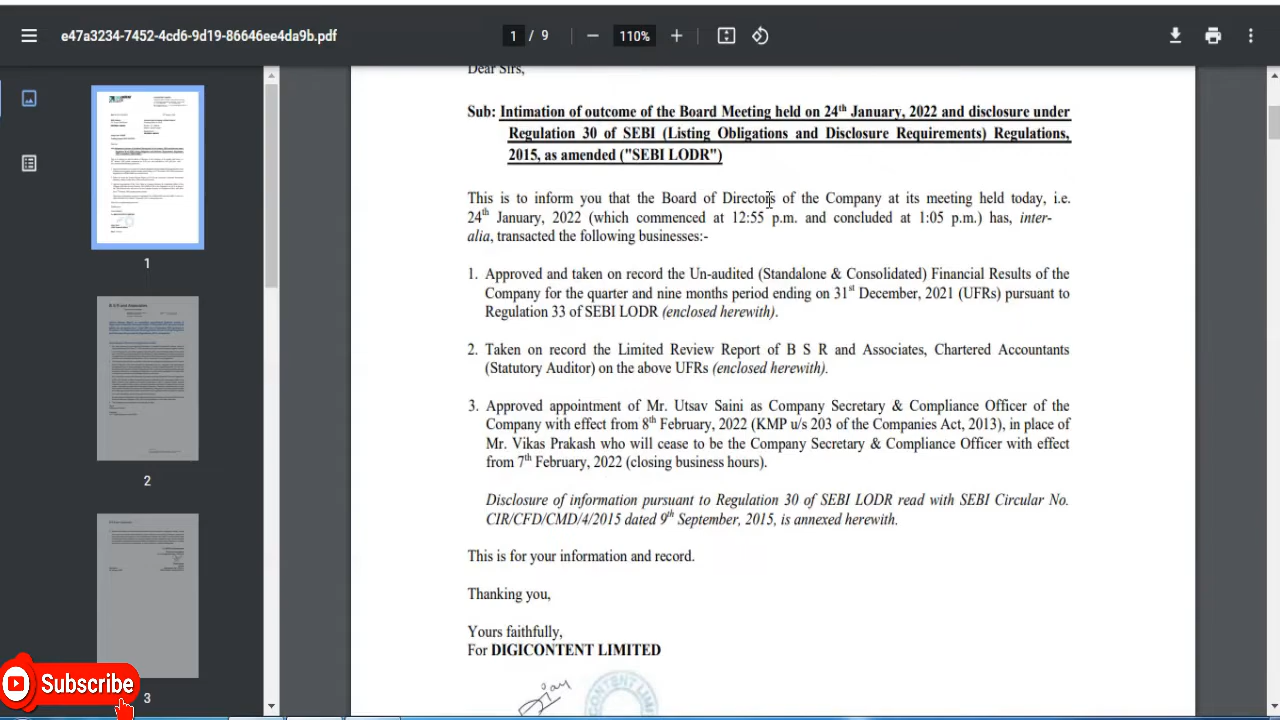 e47a3234-7452-4cd6-9d19-86646ee4da9b.pdf
1 / 9
110%
Dear Sirs,
Sub: Intimation of outcome of the Board Meeting held on 24th January, 2022 and disclosure under
Regulation 30 of SEBI (Listing Obligations and Disclosure Requirements) Regulations,
2015, as amended ("SEBI LODR")
This is to inform you that the Board of Directors of the Company at its meeting held today, i.e.
24th January, 2022 (which commenced at 12:55 p.m. and concluded at 1:05 p.m.) has, inter-
alia, transacted the following businesses:-
1. Approved and taken on record the Un-audited (Standalone & Consolidated) Financial Results of the
Company for the quarter and nine months period ending on 31st December, 2021 (UFRs) pursuant to
Regulation 33 of SEBI LODR (enclosed herewith).
2. Taken on record the Limited Review Report of B S R and Associates, Chartered Accountants
(Statutory Auditor) on the above UFRs (enclosed herewith).
3. Approved appointment of Mr. Utsav Saini as Company Secretary & Compliance Officer of the
Company with effect from 8th February, 2022 (KMP u/s 203 of the Companies Act, 2013), in place of
Mr. Vikas Prakash who will cease to be the Company Secretary & Compliance Officer with effect
from 7th February, 2022 (closing business hours).
Disclosure of information pursuant to Regulation 30 of SEBI LODR read with SEBI Circular No.
CIR/CFD/CMD/4/2015 dated 9th September, 2015, is annexed herewith.
This is for your information and record.
Thanking you,
Yours faithfully,
For DIGICONTENT LIMITED
1
2
3
Subscribe